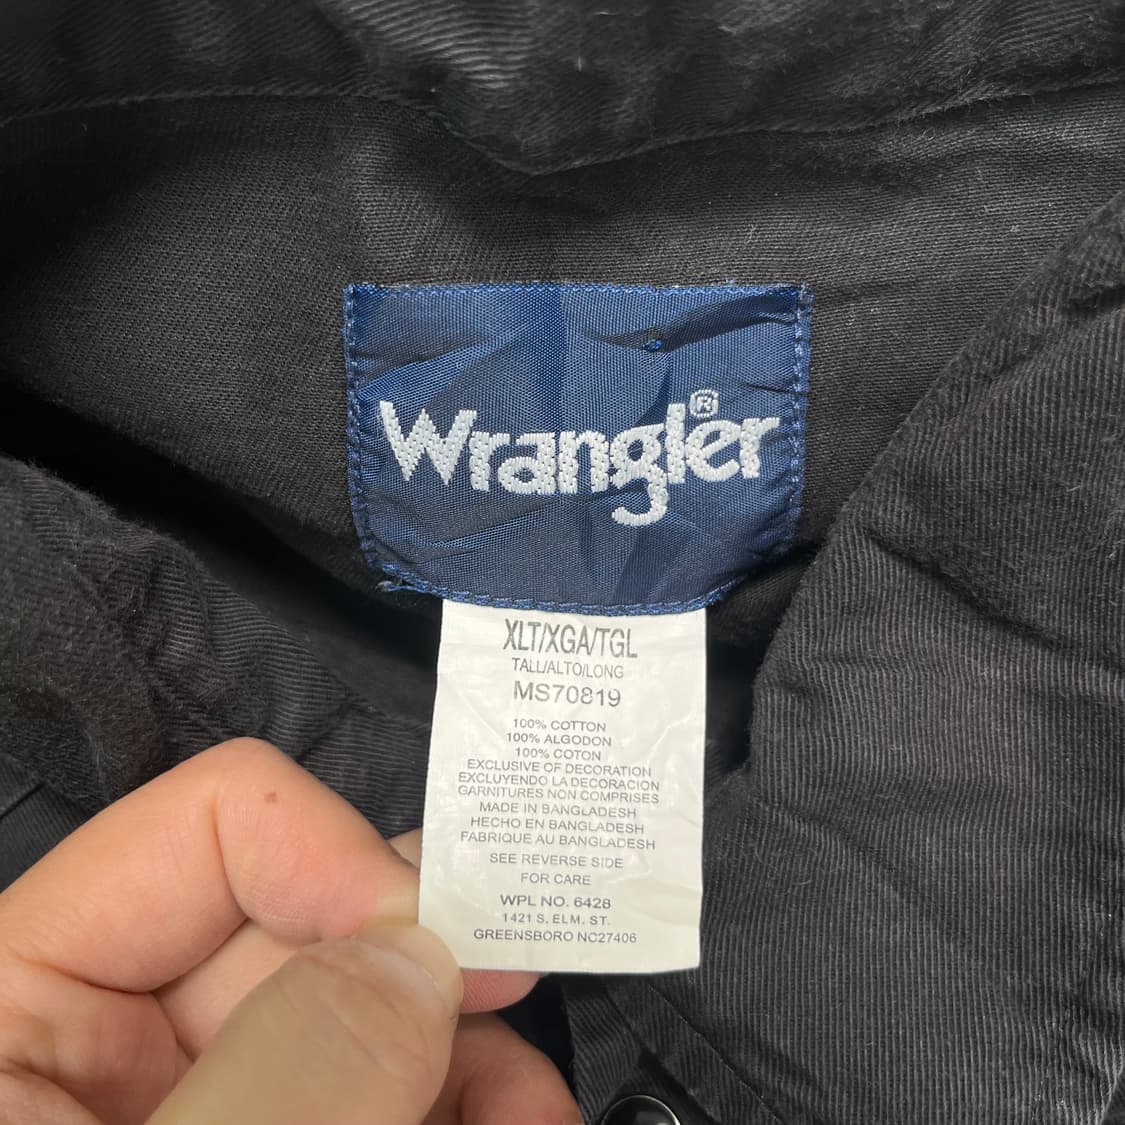 Wrangler®
XLT/XGA/TGL
TALL/ALTO/LONG
MS70819
100% COTTON
100% ALGODON
100% COTON
EXCLUSIVE OF DECORATION
EXCLUYENDO LA DECORACION
GARNITURES NON COMPRISES
MADE IN BANGLADESH
HECHO EN BANGLADESH
FABRIQUE AU BANGLADESH
SEE REVERSE SIDE
FOR CARE
WPL NO. 6428
1421 S, ELM. ST.
GREENSBORO NC27406